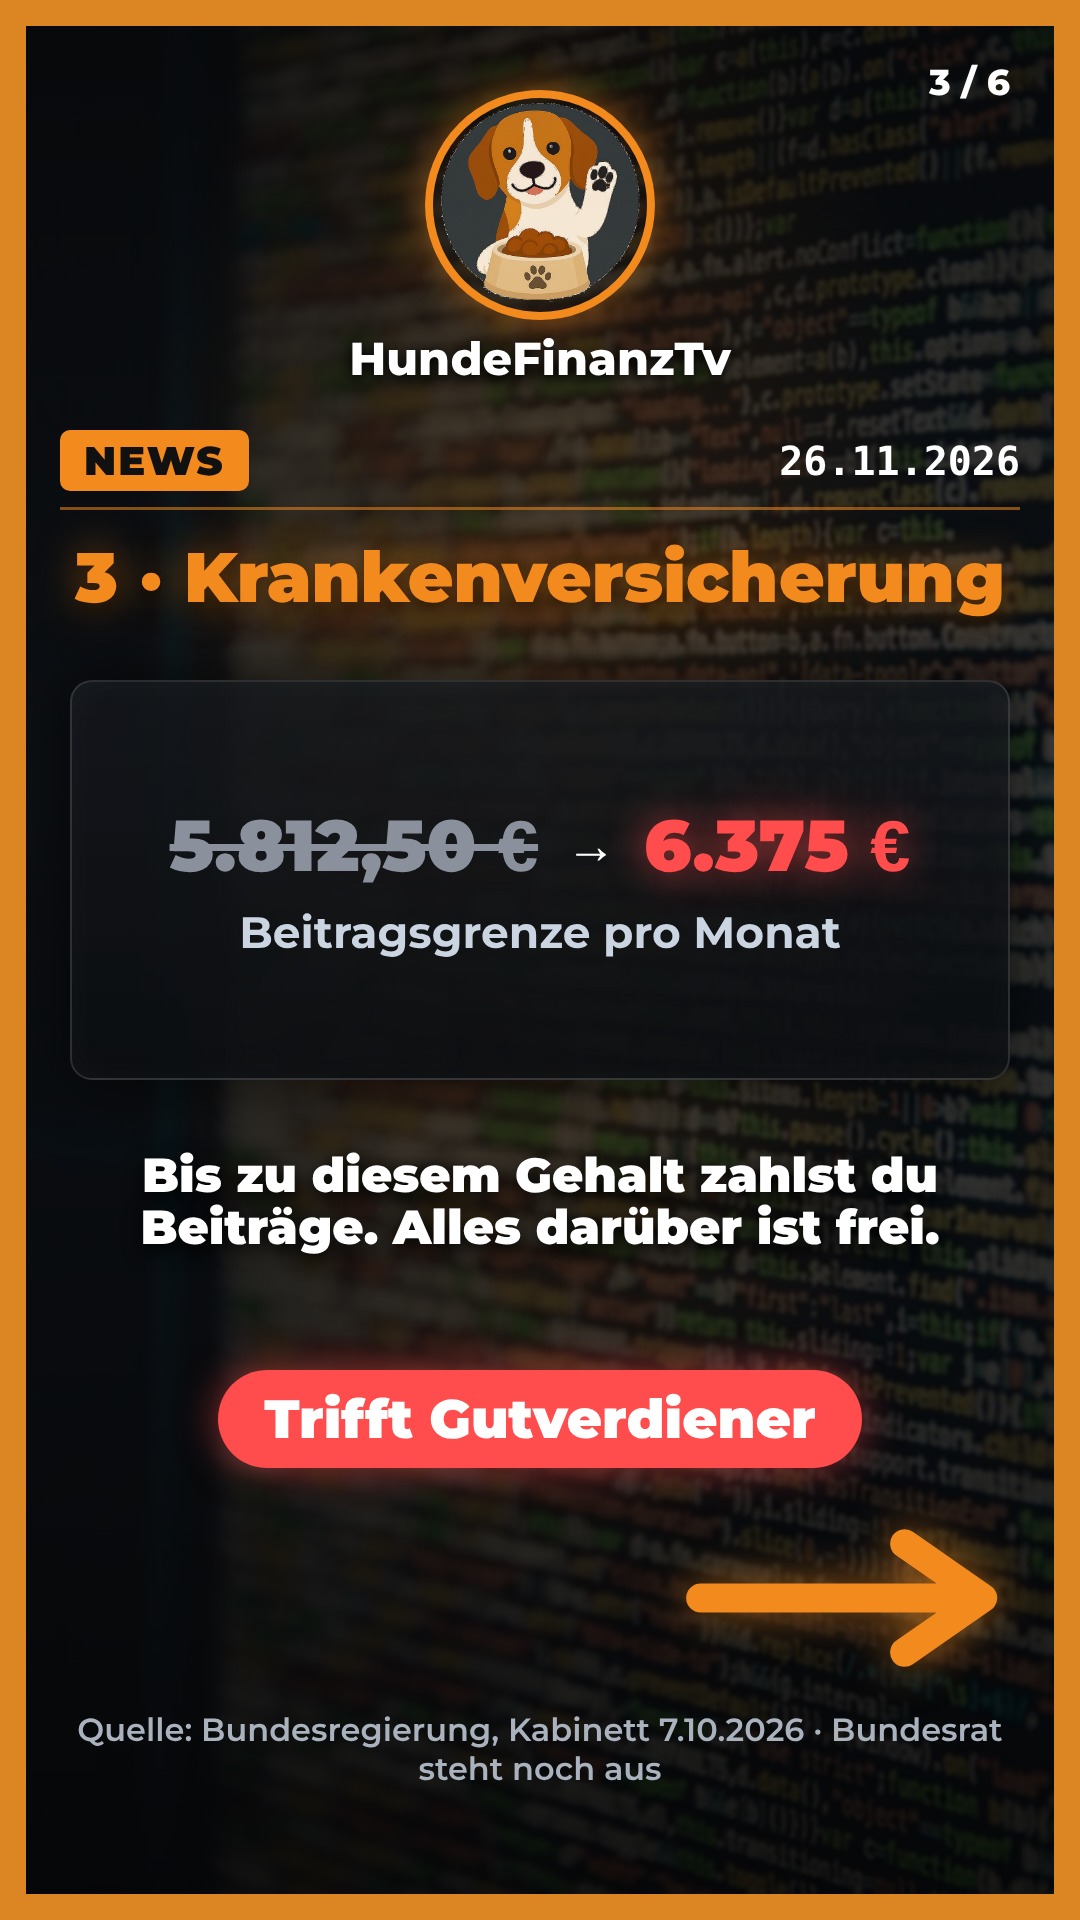 3 / 6
HundeFinanzTv
NEWS
26.11.2026
3 · Krankenversicherung
5.812,50 € → 6.375 €
Beitragsgrenze pro Monat
Bis zu diesem Gehalt zahlst du
Beiträge. Alles darüber ist frei.
Trifft Gutverdiener
Quelle: Bundesregierung, Kabinett 7.10.2026 · Bundesrat
steht noch aus